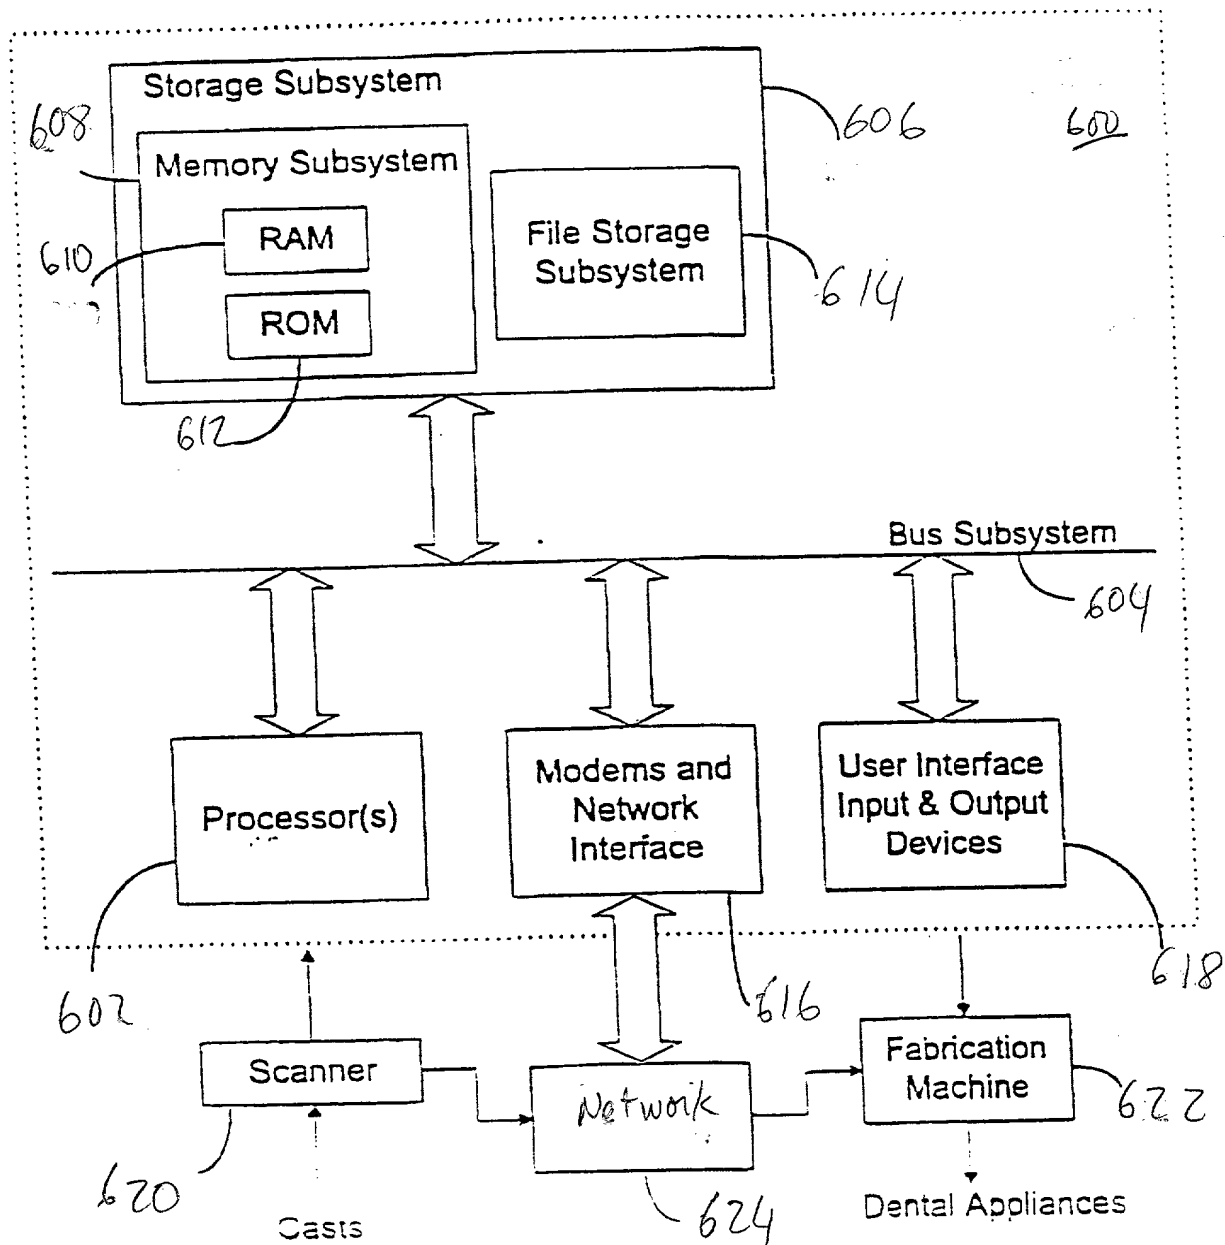 Storage Subsystem
608
606
600
Memory Subsystem
RAM
610
File Storage
Subsystem
614
ROM
612
Bus Subsystem
604
Processor(s)
Modems and
Network
Interface
User Interface
Input & Output
Devices
602
616
618
Scanner
Network
Fabrication
Machine
622
620
624
Casts
Dental Appliances